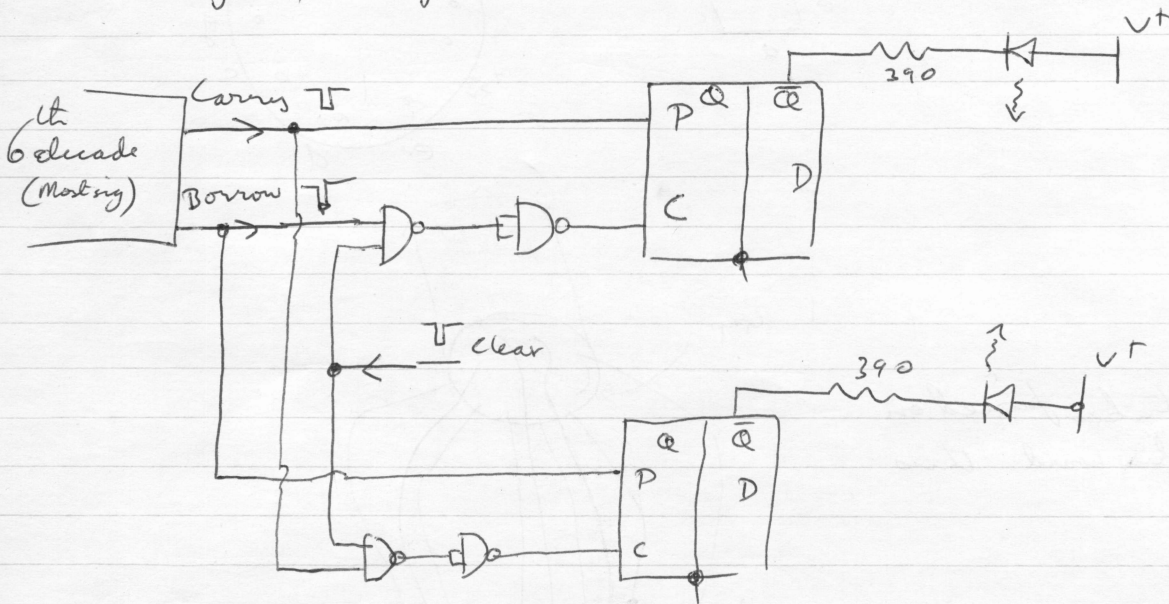 Carry
6th decade
(Most sig)
Borrow
P Q Q̅
D
C
390
V+
Clear
390
V+
Q Q̅
P D
C